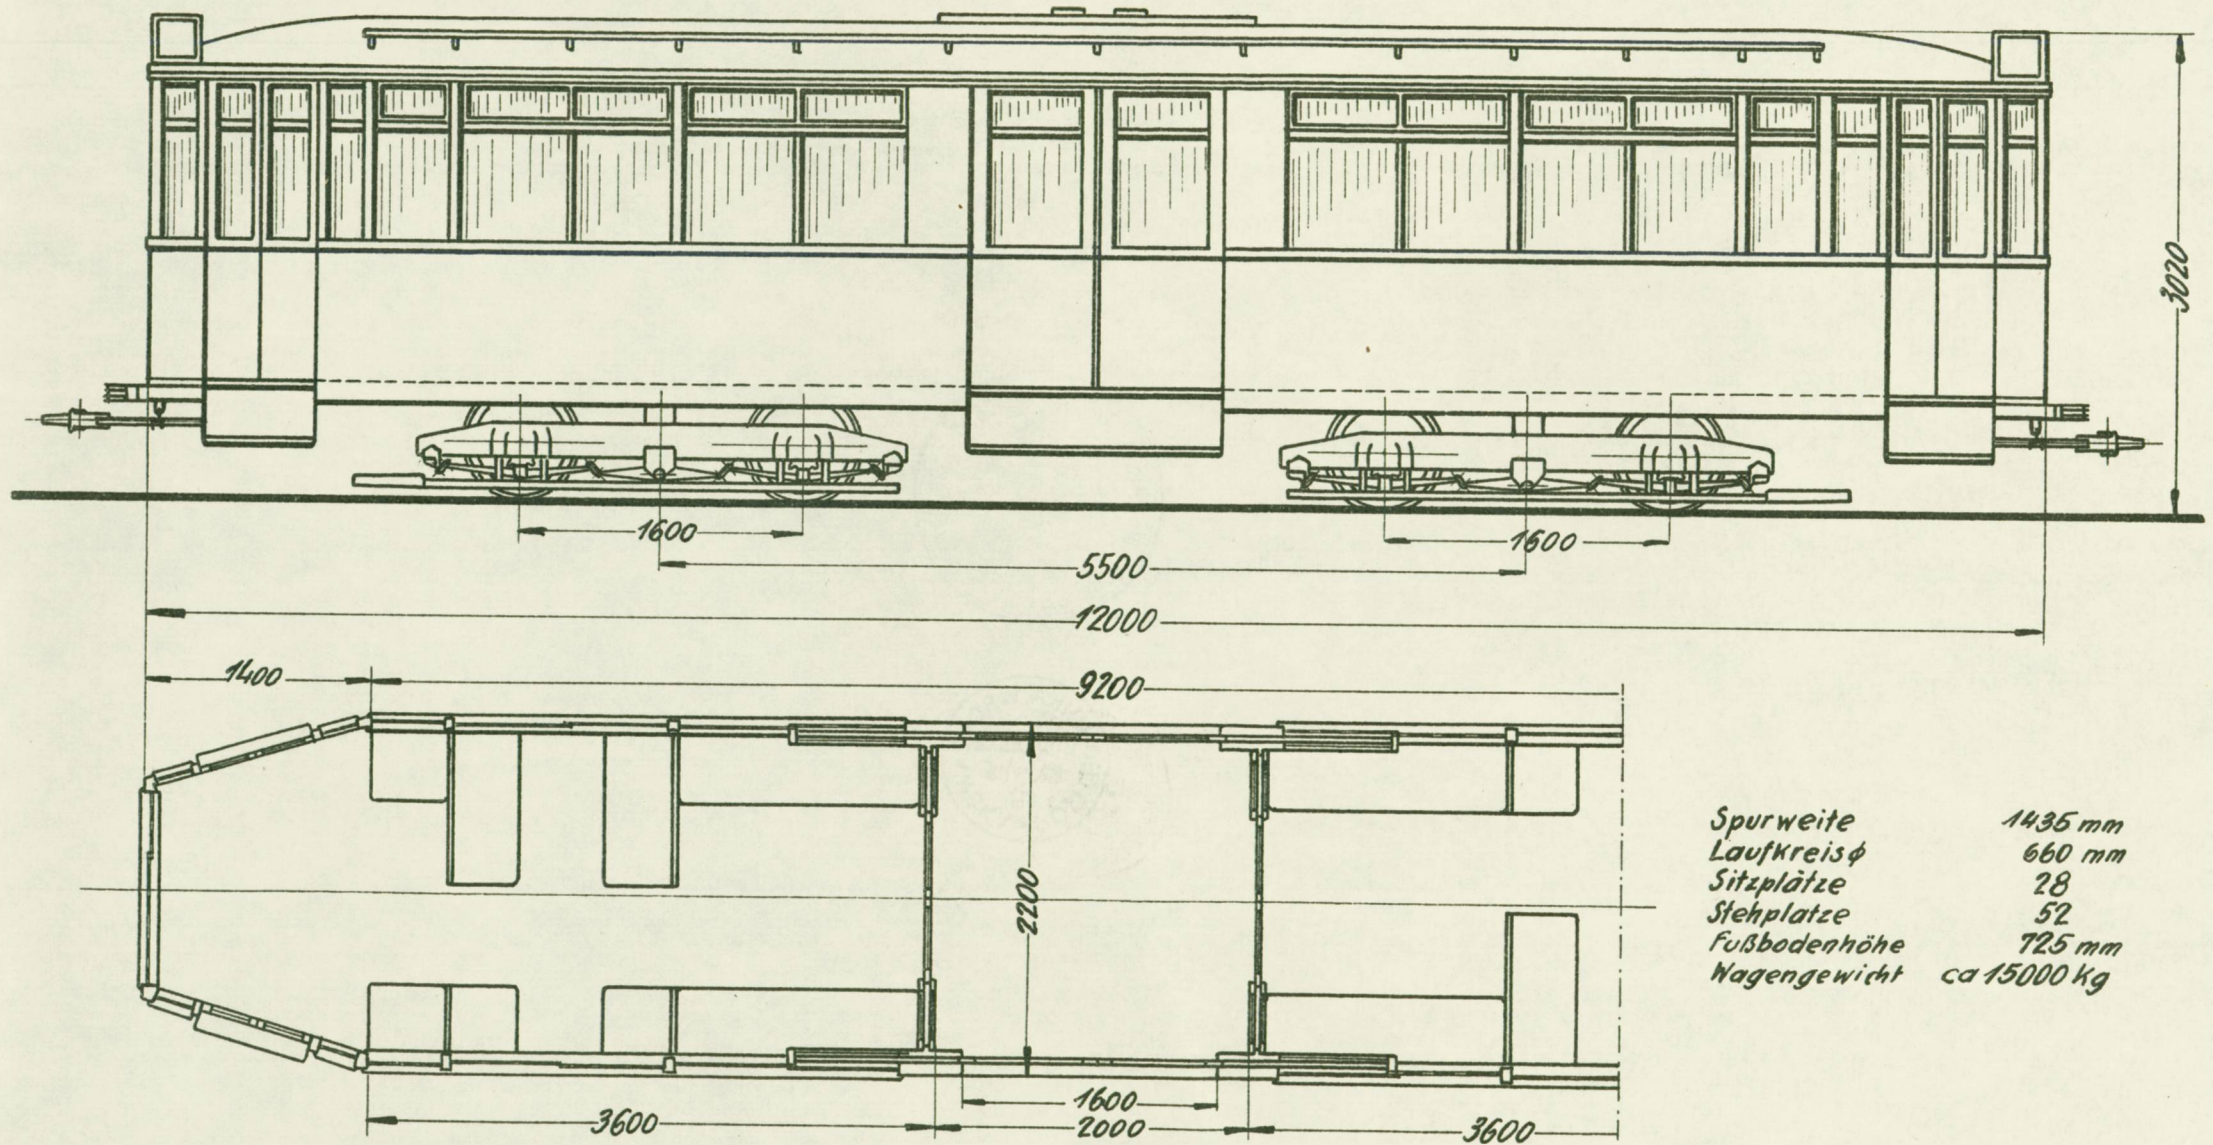 3020
1600
1600
5500
12000
1400
9200
2200
1600
3600
2000
3600
Spurweite 1435 mm
Laufkreis ϕ 660 mm
Sitzplätze 28
Stehplatze 52
Fußbodenhöhe 725 mm
Wagengewicht ca 15000 kg